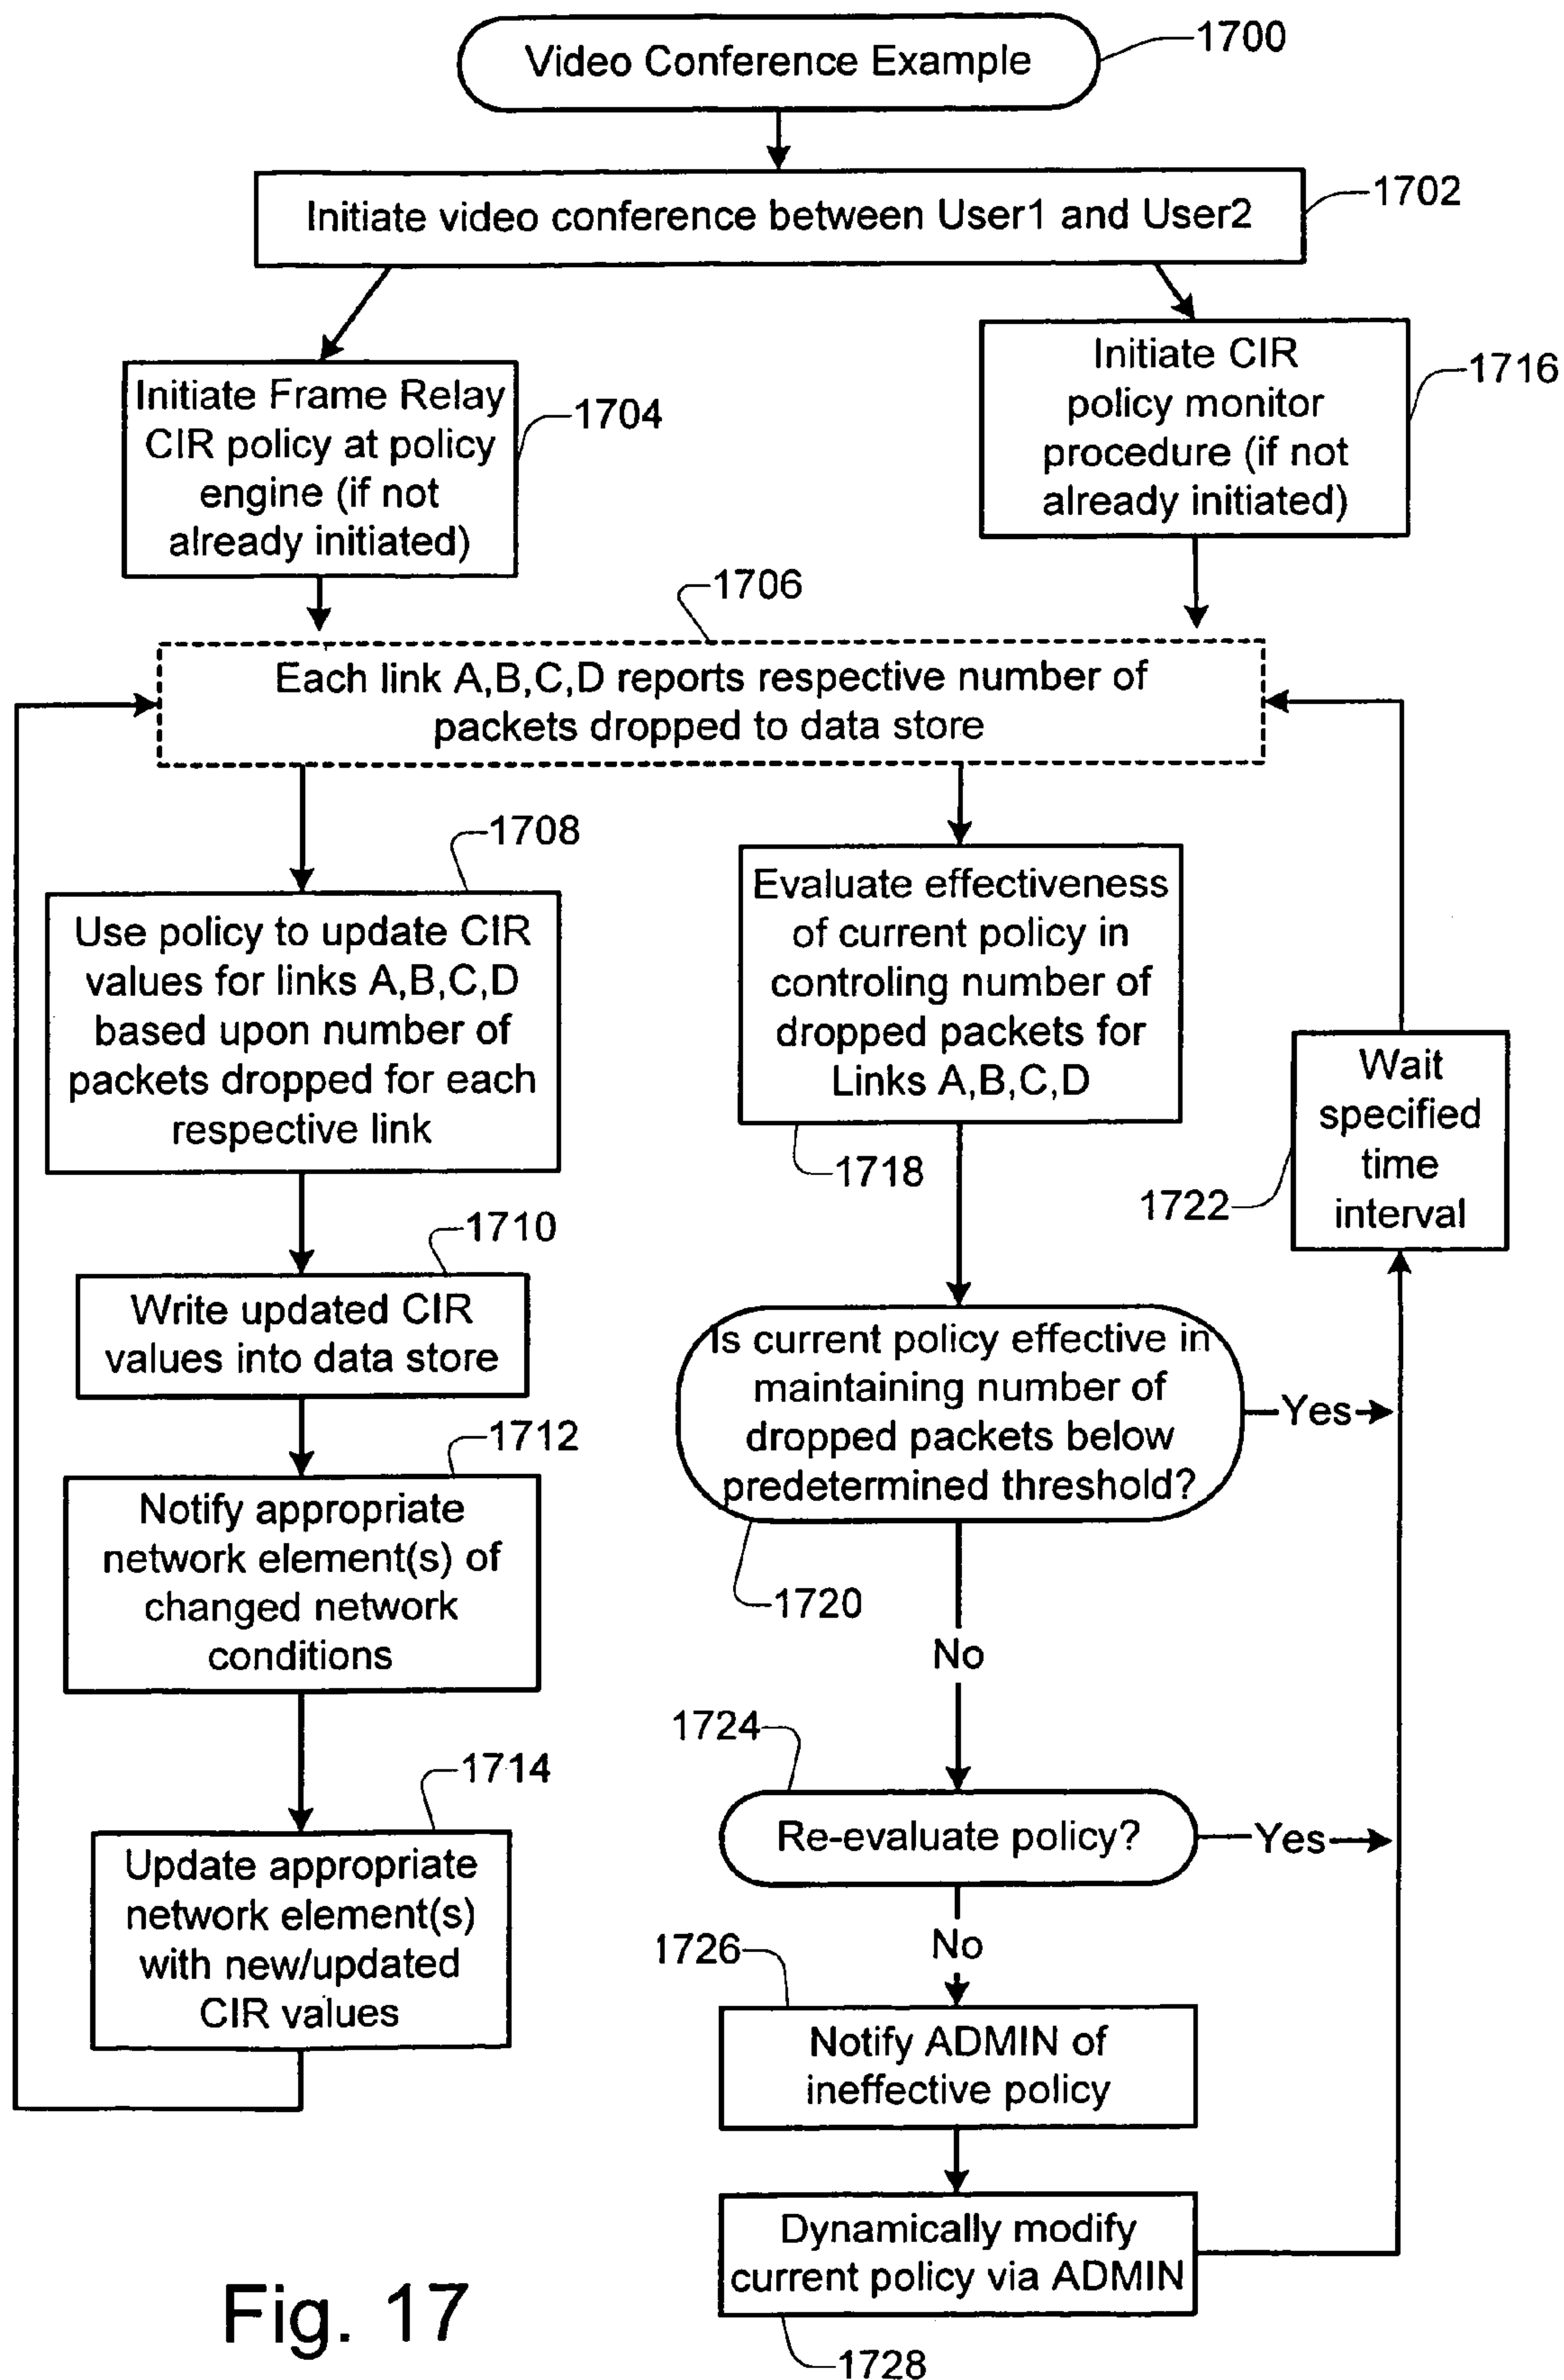 Video Conference Example
1700
Initiate video conference between User1 and User2
1702
Initiate Frame Relay
CIR policy at policy
engine (if not
already initiated)
1704
Initiate CIR
policy monitor
procedure (if not
already initiated)
1716
1706
Each link A,B,C,D reports respective number of
packets dropped to data store
1708
Use policy to update CIR
values for links A,B,C,D
based upon number of
packets dropped for each
respective link
1710
Write updated CIR
values into data store
1712
Notify appropriate
network element(s) of
changed network
conditions
1714
Update appropriate
network element(s)
with new/updated
CIR values
Evaluate effectiveness
of current policy in
controling number of
dropped packets for
Links A,B,C,D
1718
Wait
specified
time
interval
1722
Is current policy effective in
maintaining number of
dropped packets below
predetermined threshold?
Yes
1720
No
1724
Re-evaluate policy?
Yes
No
1726
Notify ADMIN of
ineffective policy
Dynamically modify
current policy via ADMIN
1728
Fig. 17